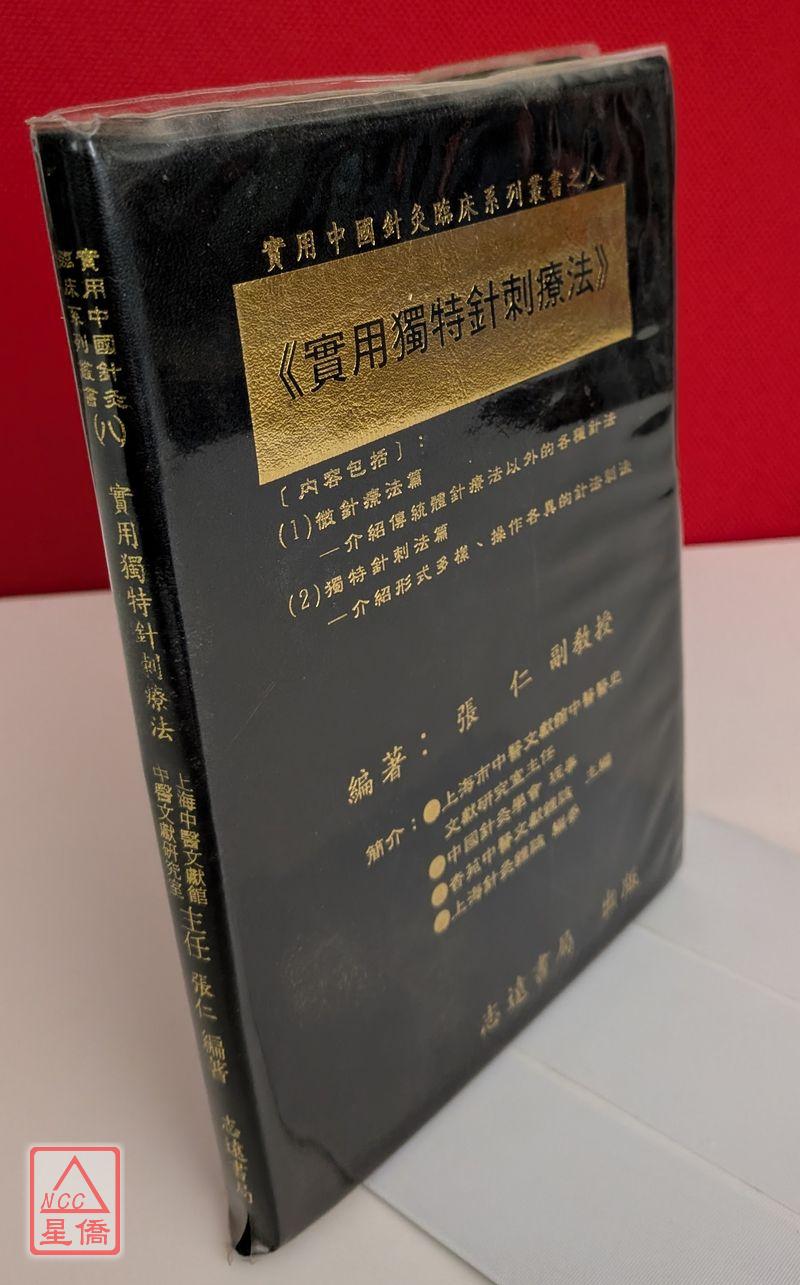 實用中國針灸臨床系列叢書之八
《實用獨特針刺療法》
〔內容包括〕:
(1)微針療法篇
—介紹傳統體針療法以外的各種針法
(2)獨特針刺法篇
—介紹形式多樣、操作各異的針法刺法
編著: 張 仁 副教授
簡介:●上海市中醫文獻館中醫醫史
文獻研究室主任
●中國針灸學會 理事
●香苑中醫文獻雜誌 主編
●上海針灸雜誌 編委
志遠書局 出版
實用中國針灸
臨床系列叢書
(八)
實用獨特針刺療法
上海中醫文獻館
中醫文獻研究室
主任 張仁 編著
志遠書局
NCC
星僑